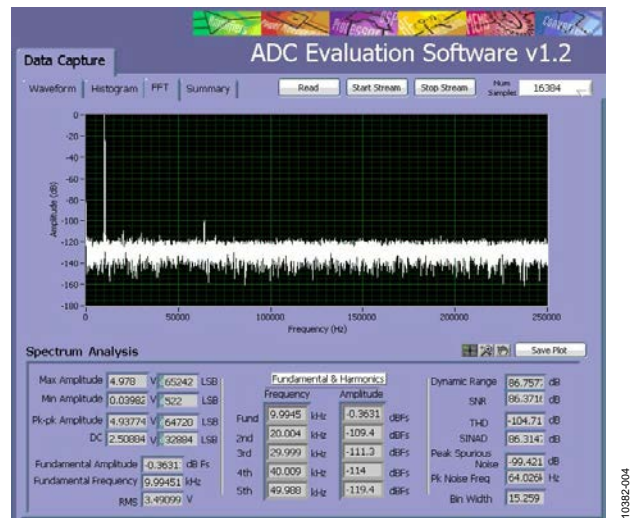 ADC Evaluation Software v1.2
Data Capture
Waveform Histogram FFT Summary
Read Start Stream Stop Stream Num Samples 16384
Amplitude (dB)
0
-20
-40
-60
-80
-100
-120
-140
-160
-180
0 50000 100000 150000 200000 250000
Frequency (Hz)
Spectrum Analysis
Save Plot
Max Amplitude 4.978 V 65242 LSB
Min Amplitude 0.03982 V 522 LSB
Pk-pk Amplitude 4.93774 V 64720 LSB
DC 2.50884 V 32884 LSB
Fundamental Amplitude -0.3631 dB Fs
Fundamental Frequency 9.99451 kHz
RMS 3.49099 V
Fundamental & Harmonics
Frequency Amplitude
Fund 9.9945 kHz -0.3631 dBFs
2nd 20.004 kHz -109.4 dBFs
3rd 29.999 kHz -111.3 dBFs
4th 40.009 kHz -114 dBFs
5th 49.988 kHz -119.4 dBFs
Dynamic Range 86.757 dB
SNR 86.371 dB
THD -104.71 dB
SINAD 86.314 dB
Peak Spurious Noise -99.421 dB
Pk Noise Freq 64.026 Hz
Bin Width 15.259
10382-004